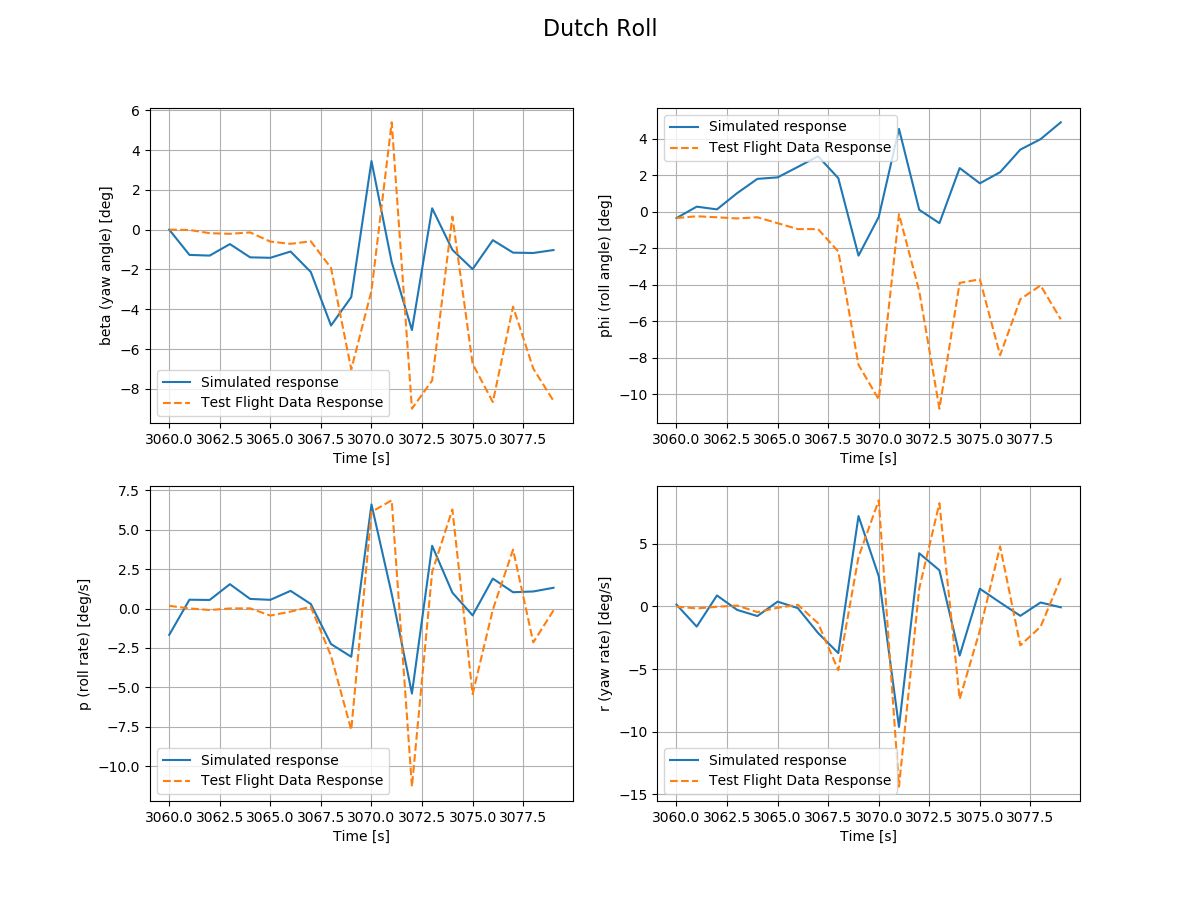 Dutch Roll
6
4
2
0
−2
−4
−6
−8
beta (yaw angle) [deg]
Simulated response
Test Flight Data Response
3060.0 3062.5 3065.0 3067.5 3070.0 3072.5 3075.0 3077.5
Time [s]
4
2
0
−2
−4
−6
−8
−10
phi (roll angle) [deg]
Simulated response
Test Flight Data Response
3060.0 3062.5 3065.0 3067.5 3070.0 3072.5 3075.0 3077.5
Time [s]
7.5
5.0
2.5
0.0
−2.5
−5.0
−7.5
−10.0
p (roll rate) [deg/s]
Simulated response
Test Flight Data Response
3060.0 3062.5 3065.0 3067.5 3070.0 3072.5 3075.0 3077.5
Time [s]
5
0
−5
−10
−15
r (yaw rate) [deg/s]
Simulated response
Test Flight Data Response
3060.0 3062.5 3065.0 3067.5 3070.0 3072.5 3075.0 3077.5
Time [s]